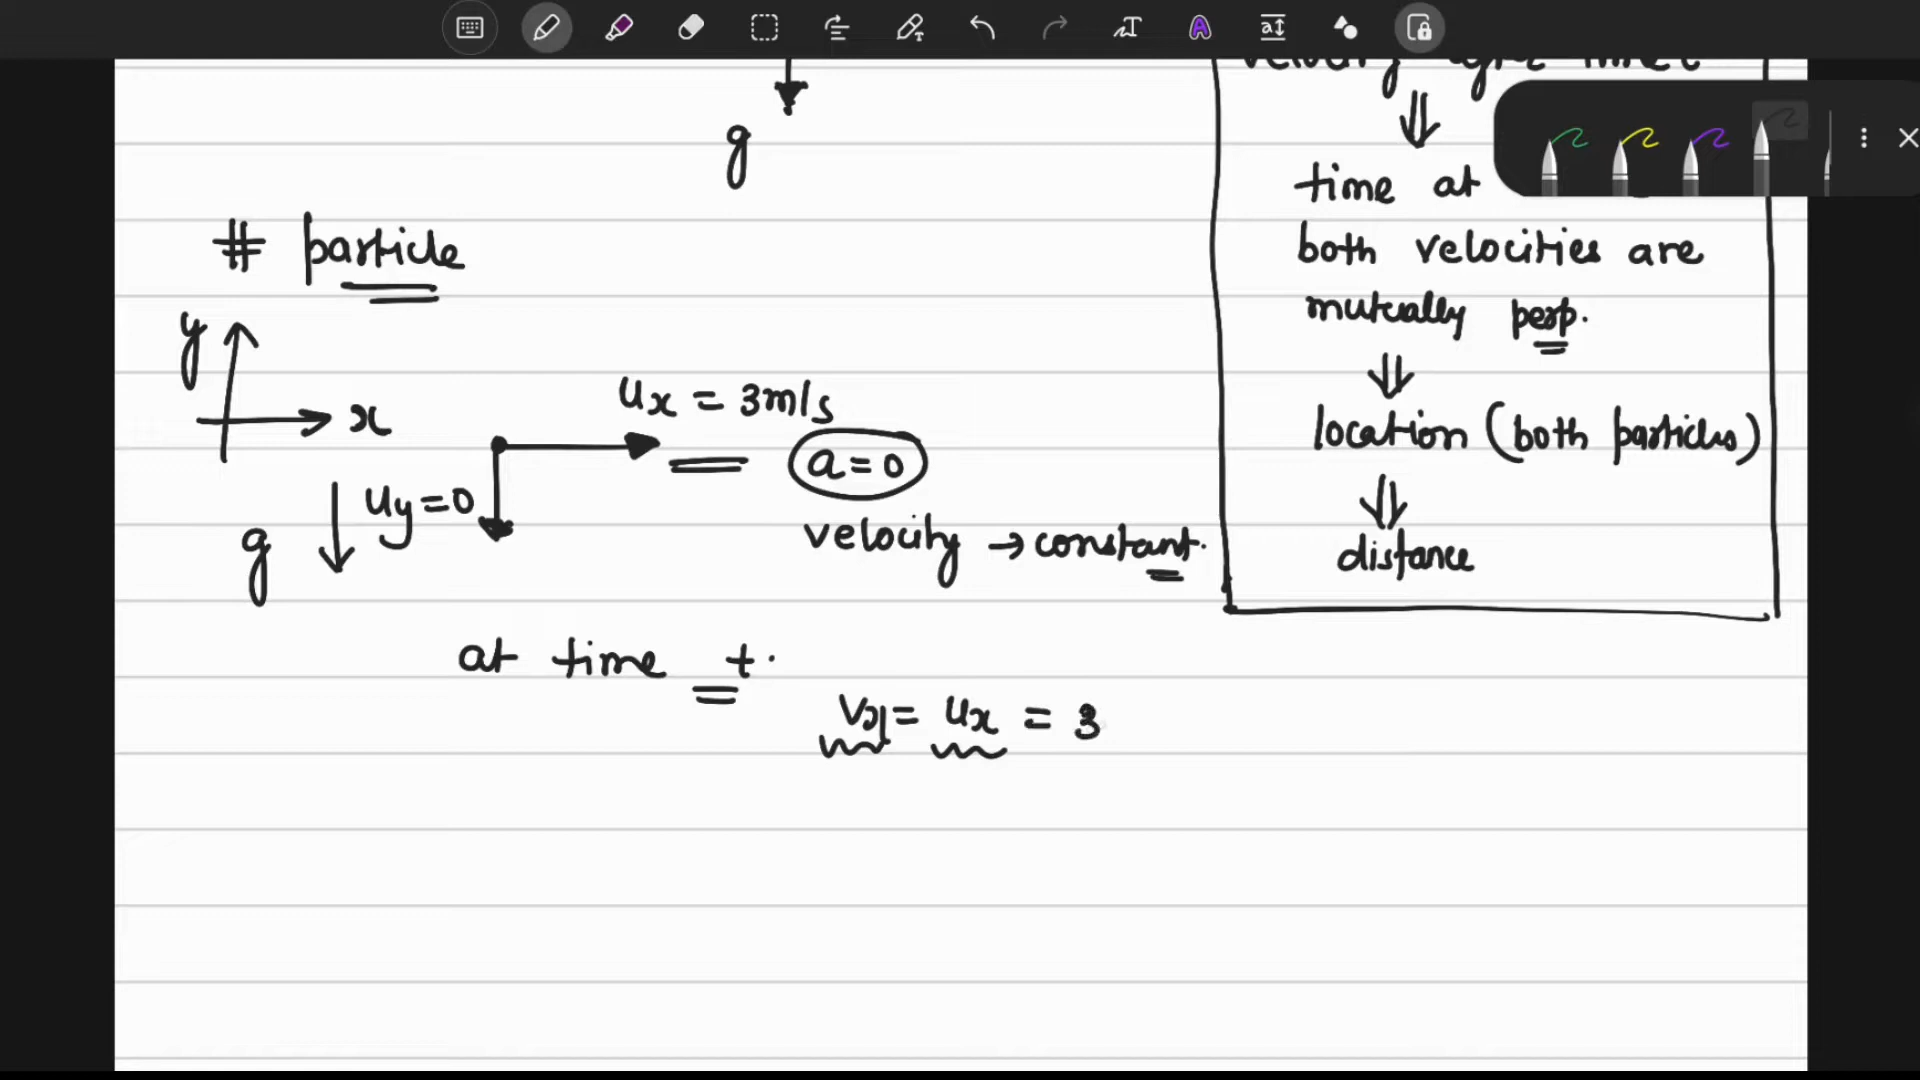 g
# particle
y
x
ux = 3m/s
a=0
uy=0
g
velocity → constant.
at time t.
vx1= ux = 3
time at
both velocities are
mutually perp.
⇓
location (both particles)
⇓
distance